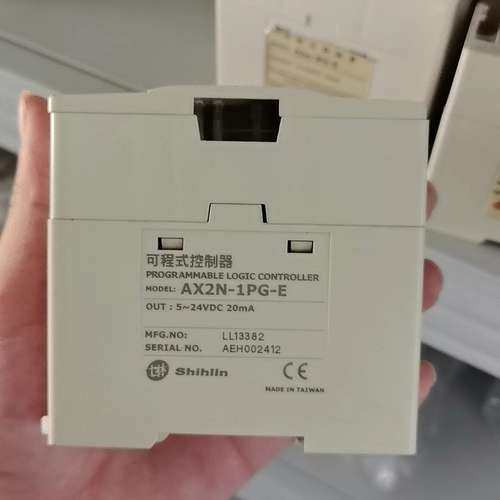 可程式控制器
PROGRAMMABLE LOGIC CONTROLLER
MODEL: AX2N-1PG-E
OUT : 5~24VDC 20mA
MFG.NO: LL13382
SERIAL NO. AEH002412
Shihlin CE
MADE IN TAIWAN